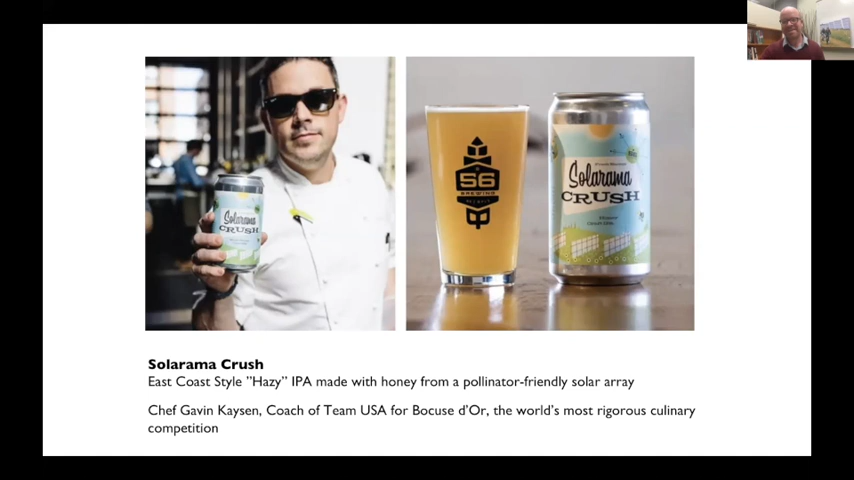 Solarama
CRUSH
56
BREWING
Solarama
CRUSH
Solarama Crush
East Coast Style ”Hazy” IPA made with honey from a pollinator-friendly solar array
Chef Gavin Kaysen, Coach of Team USA for Bocuse d’Or, the world’s most rigorous culinary
competition